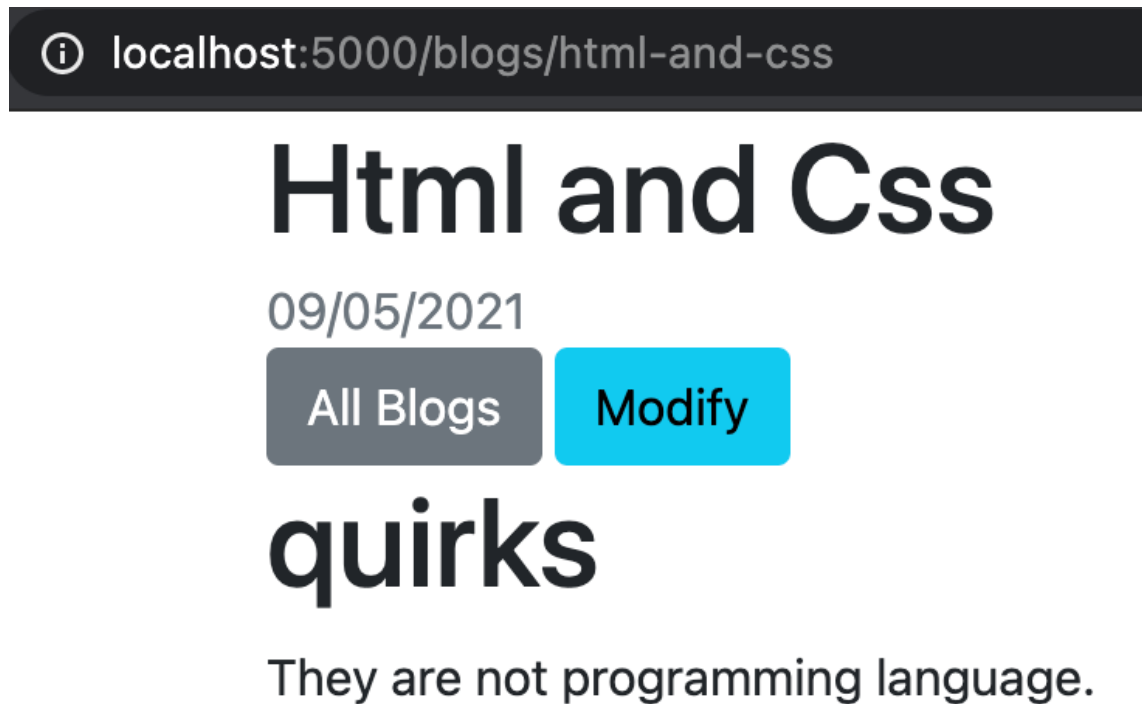 localhost:5000/blogs/html-and-css
Html and Css
09/05/2021
All Blogs Modify
quirks
They are not programming language.